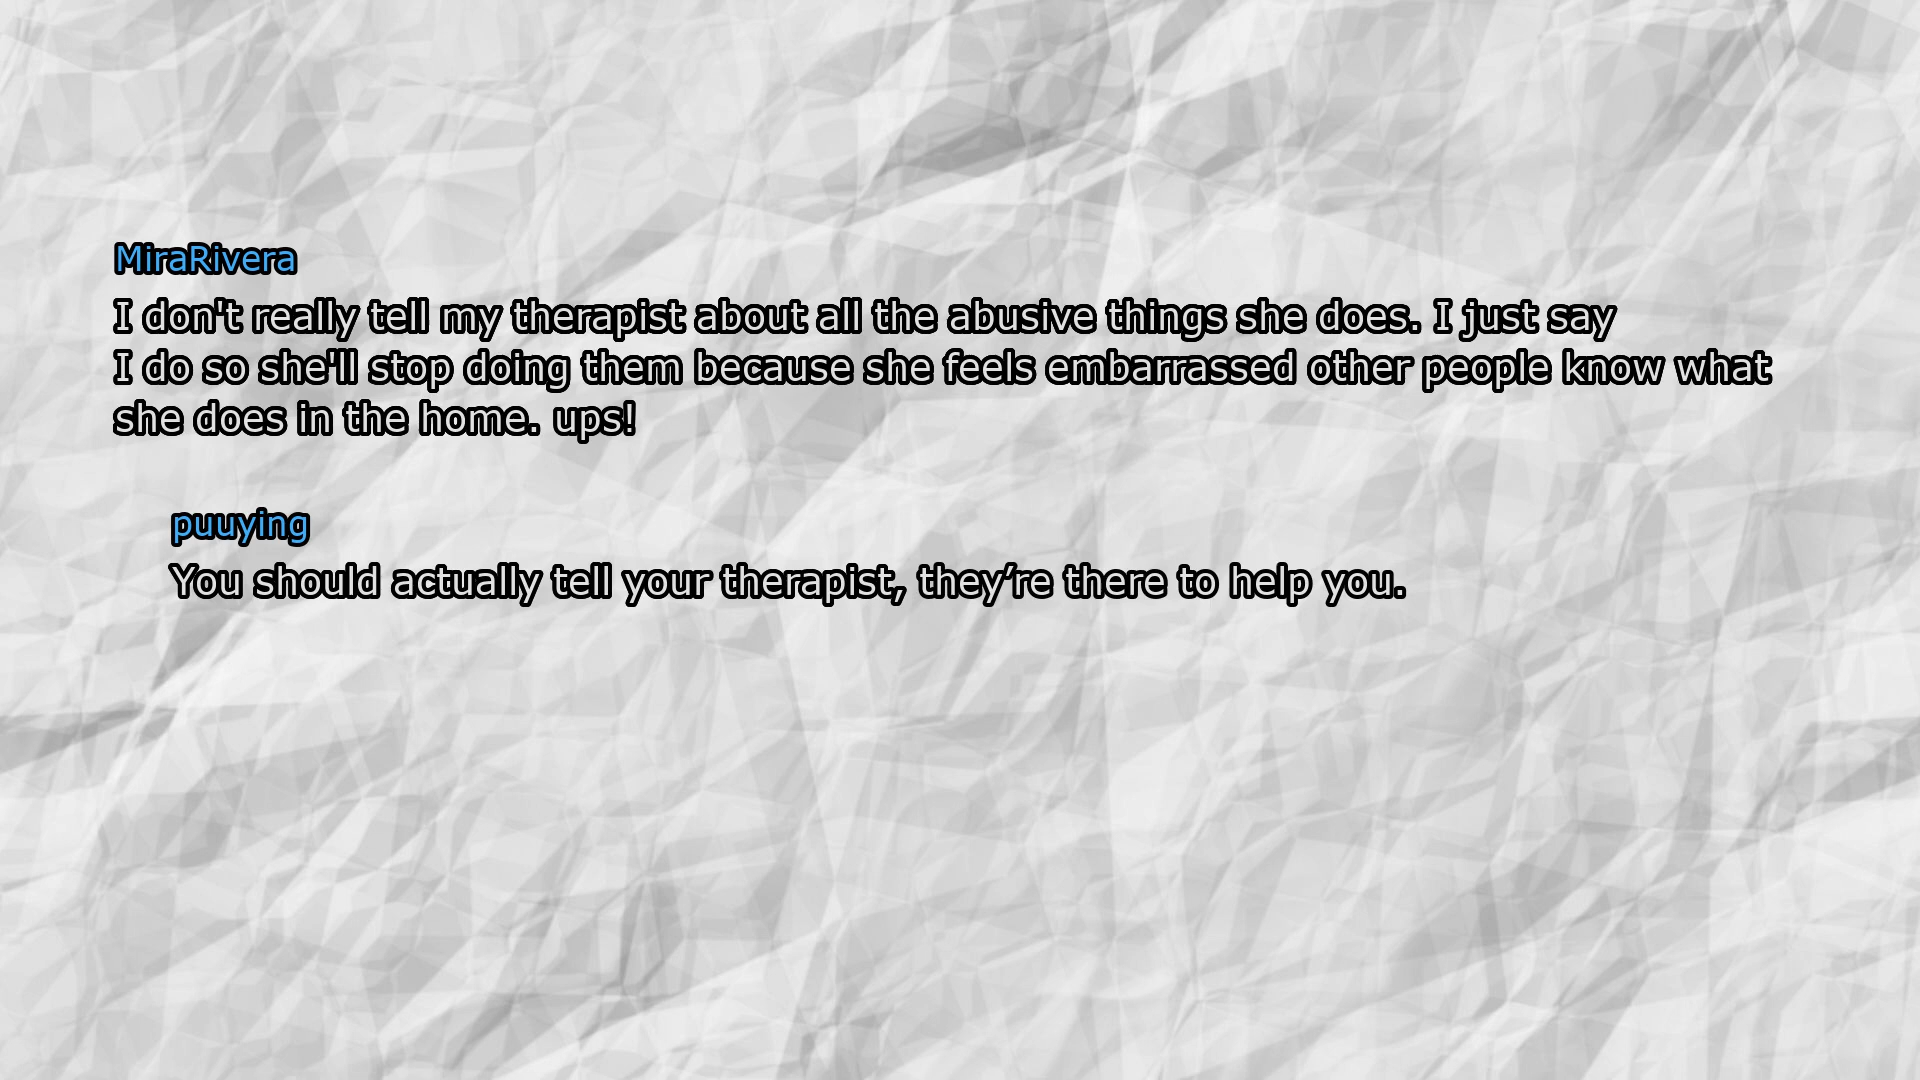 MiraRivera
I don't really tell my therapist about all the abusive things she does. I just say
I do so she'll stop doing them because she feels embarrassed other people know what
she does in the home. ups!
puuying
You should actually tell your therapist, they’re there to help you.